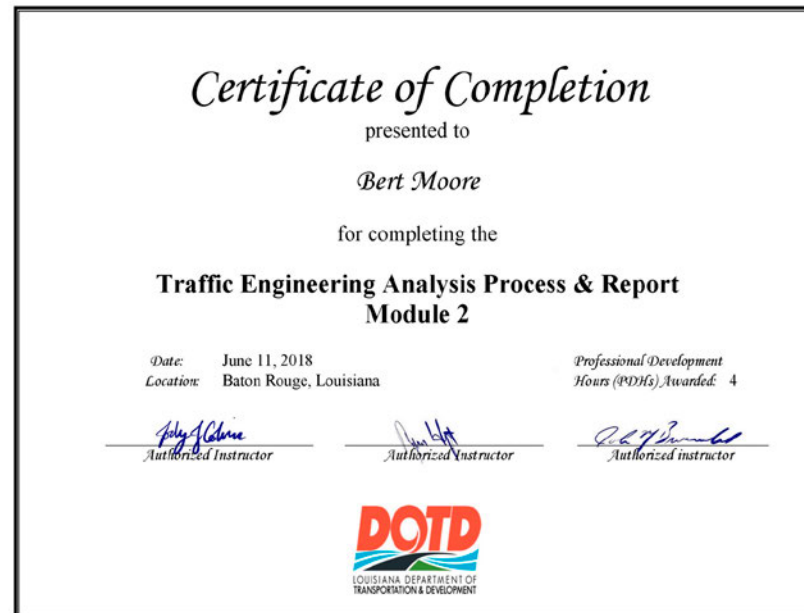 Certificate of Completion
presented to
Bert Moore
for completing the
Traffic Engineering Analysis Process & Report
Module 2
Date: June 11, 2018
Location: Baton Rouge, Louisiana
Professional Development
Hours (PDHs) Awarded: 4
Authorized Instructor
Authorized Instructor
Authorized instructor
DOTD
LOUISIANA DEPARTMENT OF
TRANSPORTATION & DEVELOPMENT